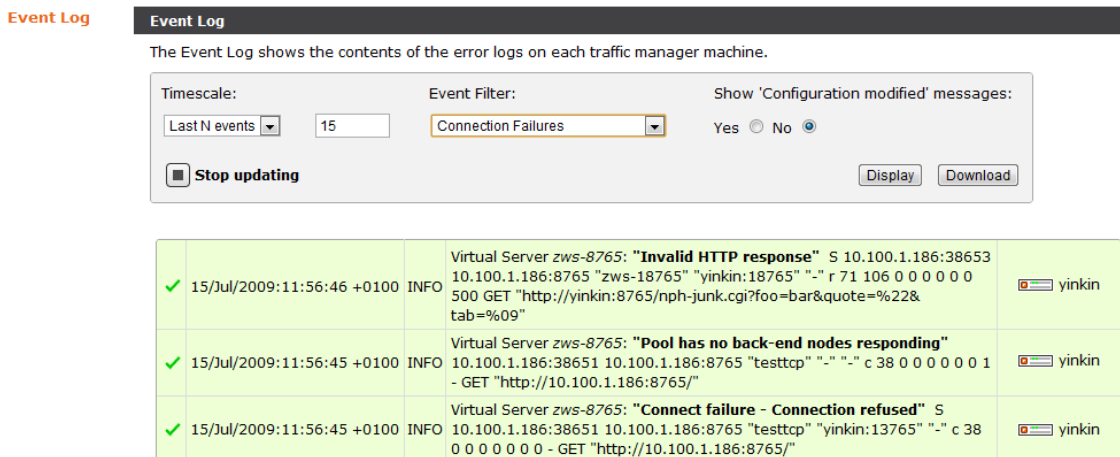 Event Log
Event Log
The Event Log shows the contents of the error logs on each traffic manager machine.
Timescale:
Event Filter:
Show 'Configuration modified' messages:
Last N events
15
Connection Failures
Yes
No
Stop updating
Display
Download
15/Jul/2009:11:56:46 +0100
INFO
Virtual Server zws-8765: "Invalid HTTP response" S 10.100.1.186:38653
10.100.1.186:8765 "zws-18765" "yinkin:18765" "-" r 71 106 0 0 0 0 0 0
500 GET "http://yinkin:8765/nph-junk.cgi?foo=bar&quote=%22&
tab=%09"
yinkin
15/Jul/2009:11:56:45 +0100
INFO
Virtual Server zws-8765: "Pool has no back-end nodes responding"
10.100.1.186:38651 10.100.1.186:8765 "testtcp" "-" "-" c 38 0 0 0 0 0 0 1
- GET "http://10.100.1.186:8765/"
yinkin
15/Jul/2009:11:56:45 +0100
INFO
Virtual Server zws-8765: "Connect failure - Connection refused" S
10.100.1.186:38651 10.100.1.186:8765 "testtcp" "yinkin:13765" "-" c 38
0 0 0 0 0 0 0 - GET "http://10.100.1.186:8765/"
yinkin